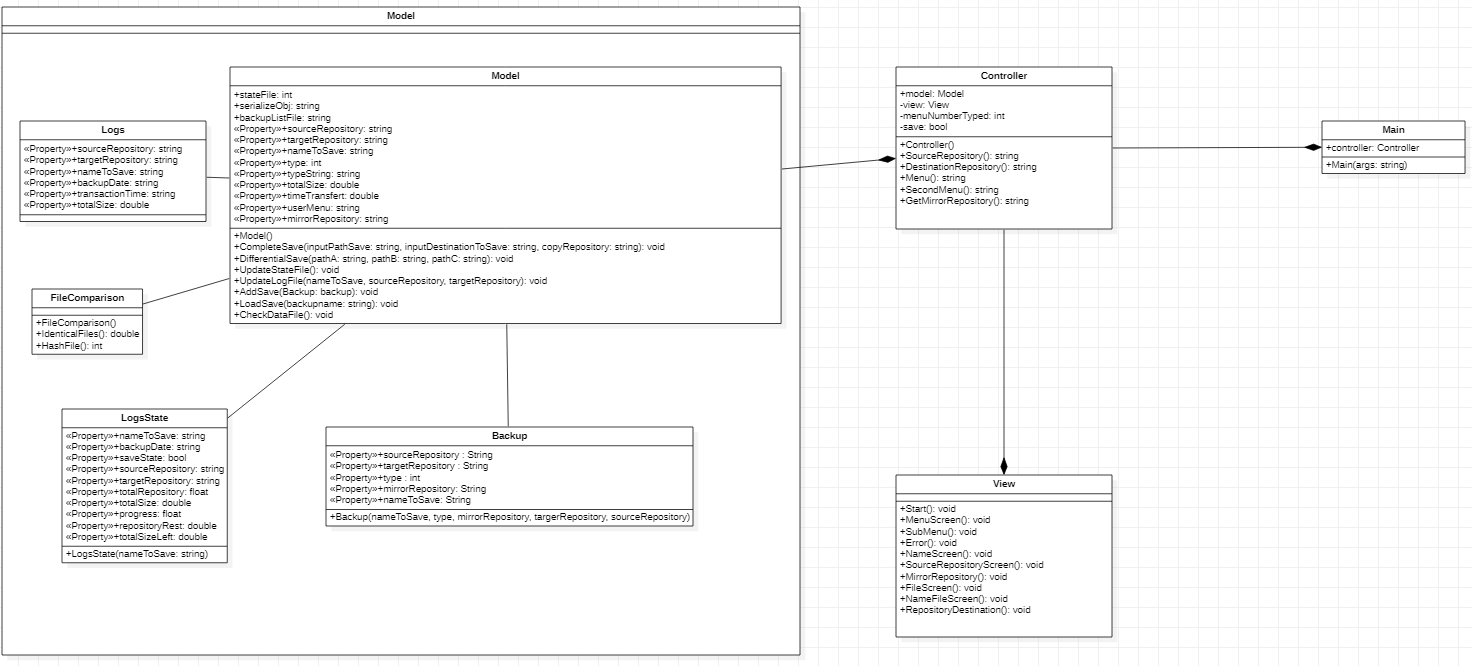 Model
Model
+stateFile: int
+serializeObj: string
+backupListFile: string
«Property»+sourceRepository: string
«Property»+targetRepository: string
«Property»+nameToSave: string
«Property»+type: int
«Property»+typeString: string
«Property»+totalSize: double
«Property»+timeTransfert: double
«Property»+userMenu: string
«Property»+mirrorRepository: string
+Model()
+CompleteSave(inputPathSave: string, inputDestinationToSave: string, copyRepository: string): void
+DifferentialSave(pathA: string, pathB: string, pathC: string): void
+UpdateStateFile(): void
+UpdateLogFile(nameToSave, sourceRepository, targetRepository): void
+AddSave(Backup: backup): void
+LoadSave(backupname: string): void
+CheckDataFile(): void
Logs
«Property»+sourceRepository: string
«Property»+targetRepository: string
«Property»+nameToSave: string
«Property»+backupDate: string
«Property»+transactionTime: string
«Property»+totalSize: double
FileComparison
+FileComparison()
+IdenticalFiles(): double
+HashFile(): int
LogsState
«Property»+nameToSave: string
«Property»+backupDate: string
«Property»+saveState: bool
«Property»+sourceRepository: string
«Property»+targetRepository: string
«Property»+totalRepository: float
«Property»+totalSize: double
«Property»+progress: float
«Property»+repositoryRest: double
«Property»+totalSizeLeft: double
+LogsState(nameToSave: string)
Backup
«Property»+sourceRepository : String
«Property»+targetRepository : String
«Property»+type : int
«Property»+mirrorRepository: String
«Property»+nameToSave: String
+Backup(nameToSave, type, mirrorRepository, targerRepository, sourceRepository)
Controller
+model: Model
-view: View
-menuNumberTyped: int
-save: bool
+Controller()
+SourceRepository(): string
+DestinationRepository(): string
+Menu(): string
+SecondMenu(): string
+GetMirrorRepository(): string
Main
+controller: Controller
+Main(args: string)
View
+Start(): void
+MenuScreen(): void
+SubMenu(): void
+Error(): void
+NameScreen(): void
+SourceRepositoryScreen(): void
+MirrorRepository(): void
+FileScreen(): void
+NameFileScreen(): void
+RepositoryDestination(): void